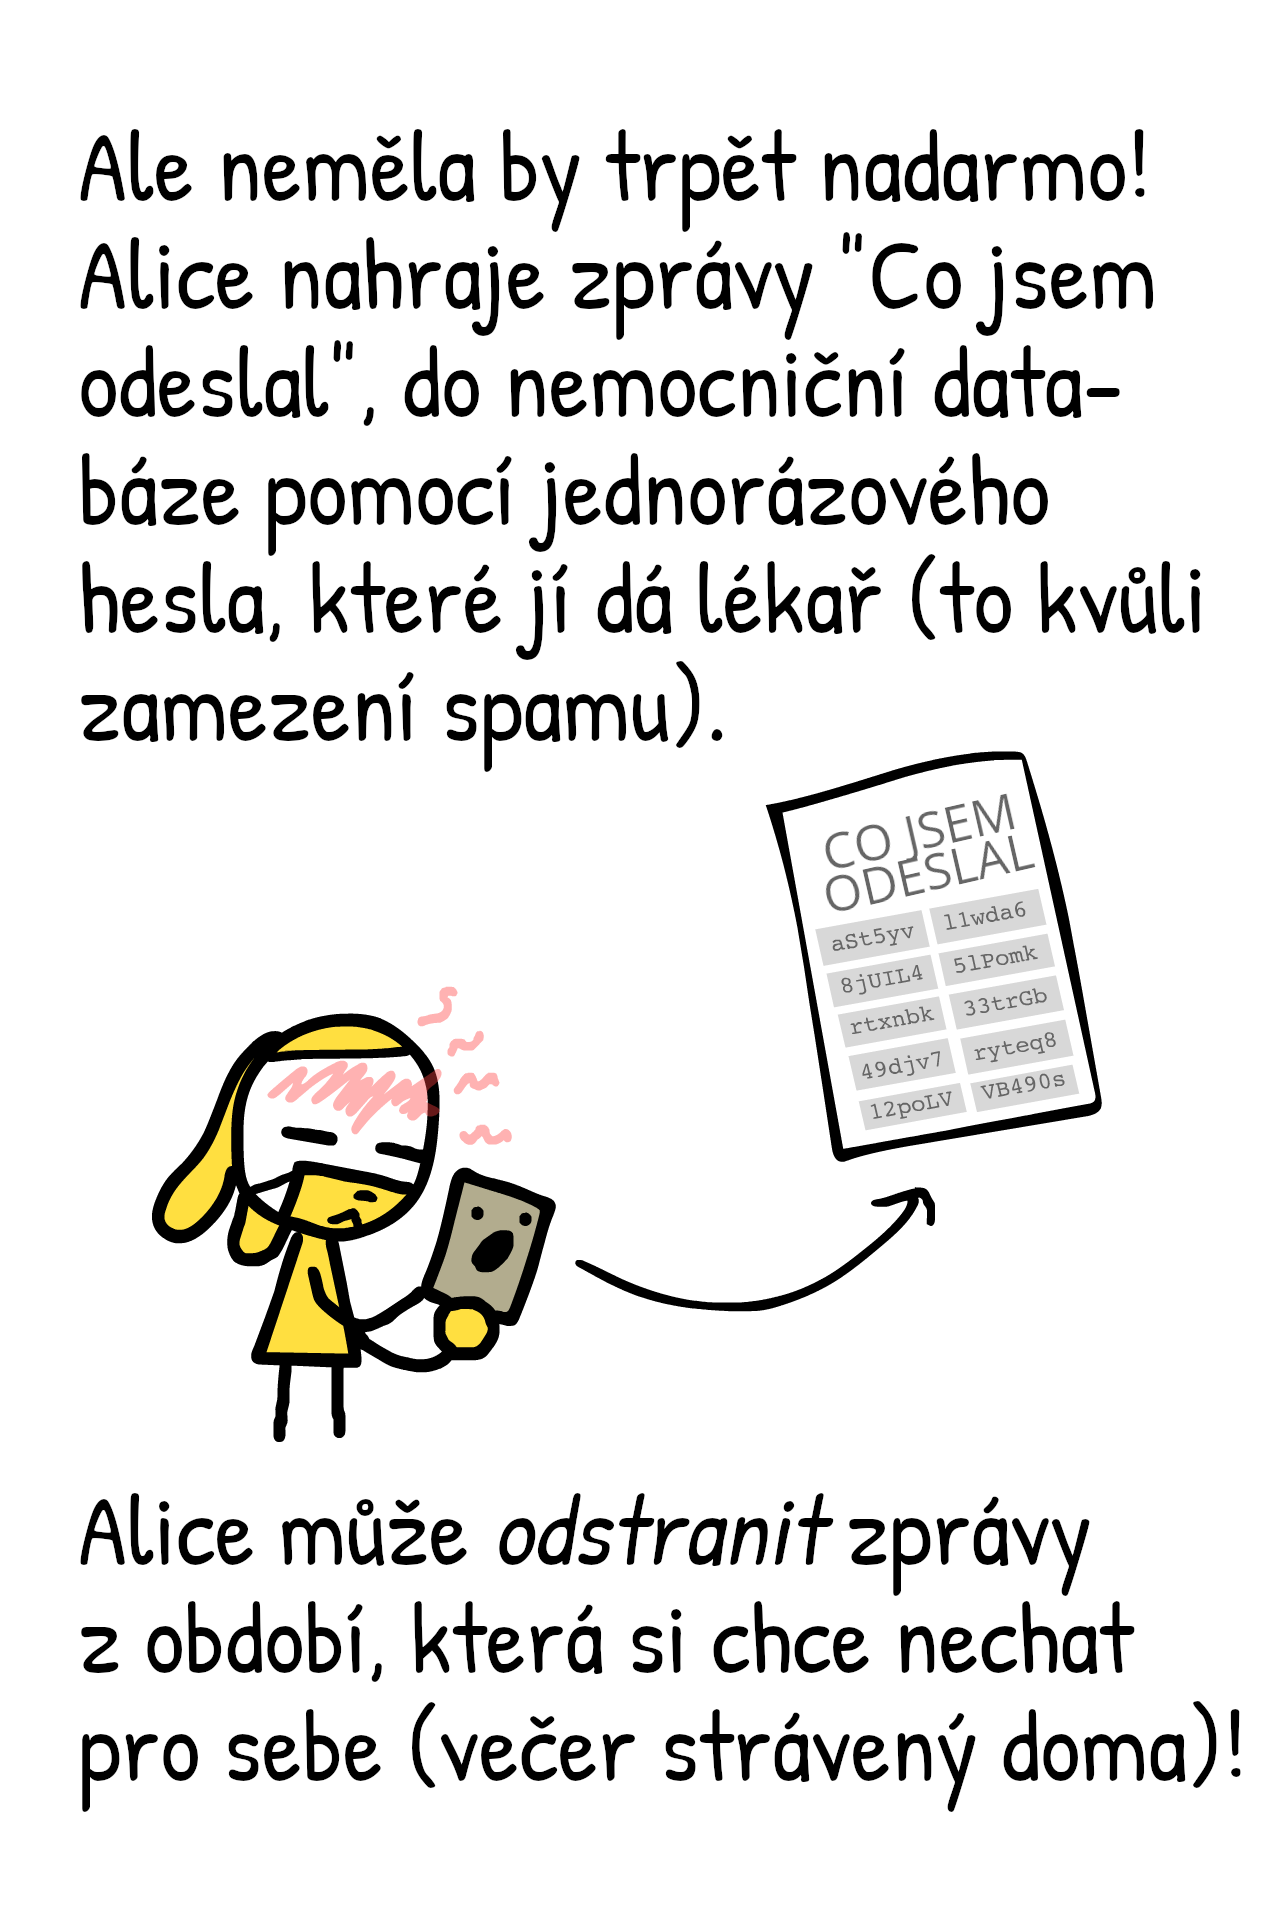 Ale neměla by trpět nadarmo!
Alice nahraje zprávy "Co jsem
odeslal", do nemocniční data-
báze pomocí jednorázového
hesla, které jí dá lékař (to kvůli
zamezení spamu).
CO JSEM
ODESLAL
aSt5yv l1wda6
8jUIL4 5lPomk
rtxnbk 33trGb
49djv7 ryteq8
12poLV VB490s
Alice může odstranit zprávy
z období, která si chce nechat
pro sebe (večer strávený doma)!